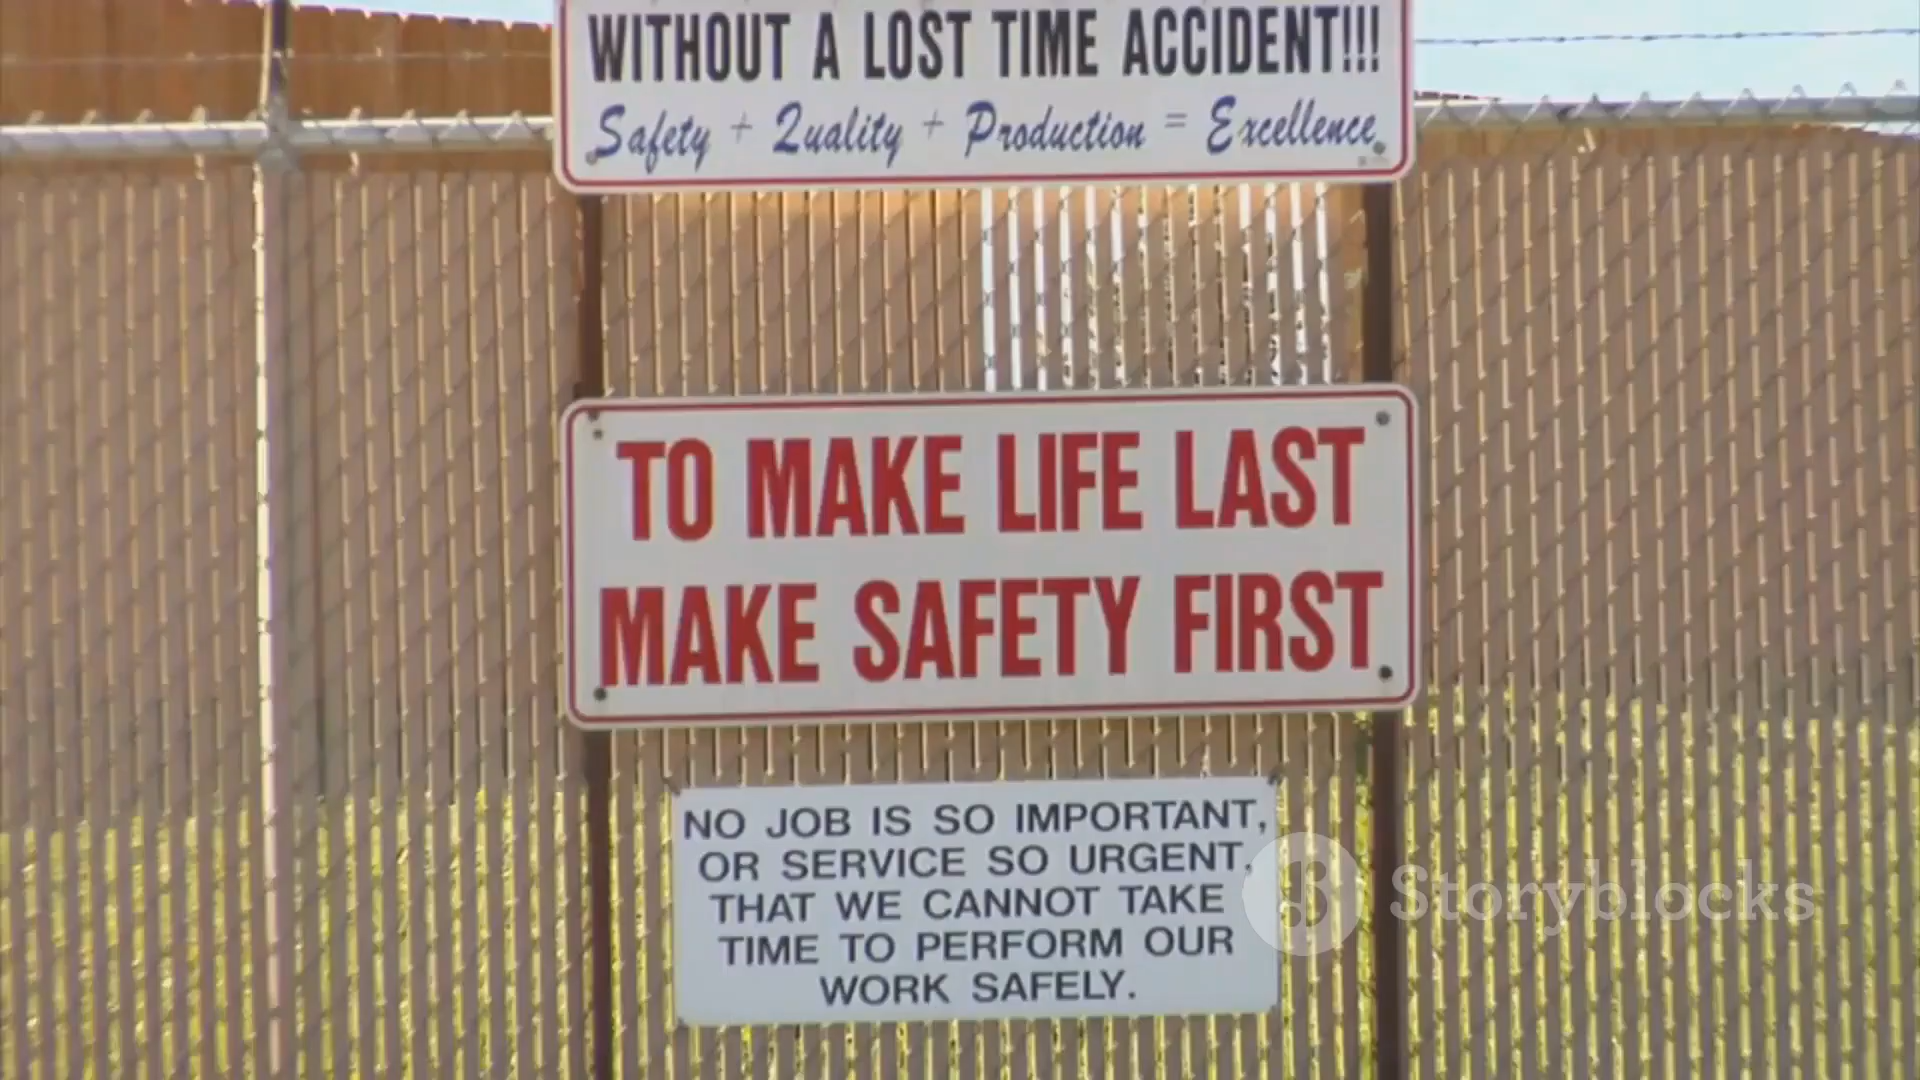 WITHOUT A LOST TIME ACCIDENT!!!
Safety + Quality + Production = Excellence
TO MAKE LIFE LAST
MAKE SAFETY FIRST
NO JOB IS SO IMPORTANT,
OR SERVICE SO URGENT,
THAT WE CANNOT TAKE
TIME TO PERFORM OUR
WORK SAFELY.
Storyblocks